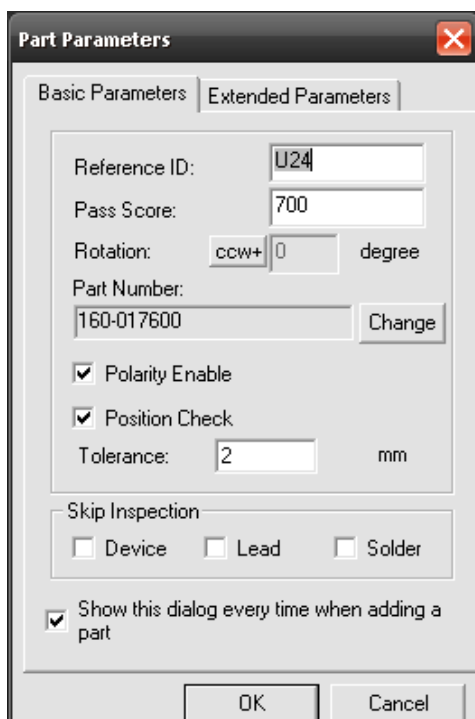 Part Parameters
Basic Parameters Extended Parameters
Reference ID: U24
Pass Score: 700
Rotation: ccw+ 0 degree
Part Number:
160-017600 Change
Polarity Enable
Position Check
Tolerance: 2 mm
Skip Inspection
Device Lead Solder
Show this dialog every time when adding a
part
OK Cancel